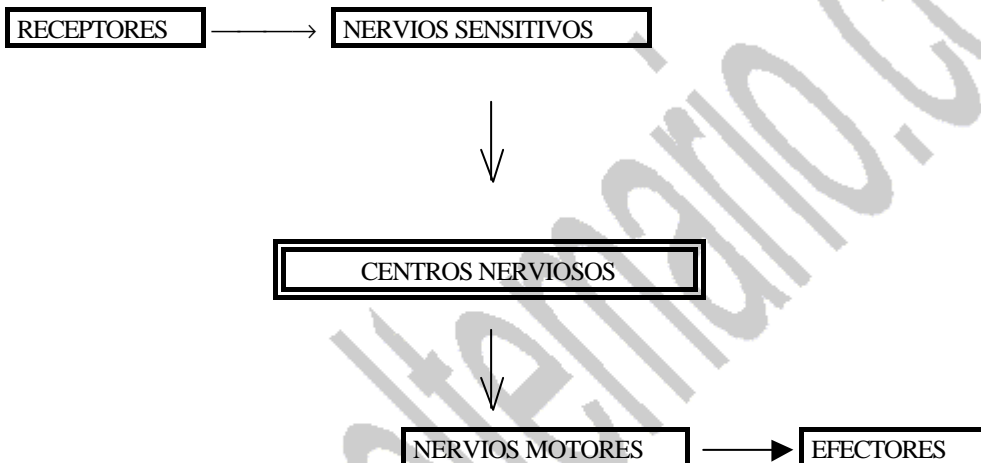 RECEPTORES
NERVIOS SENSITIVOS
CENTROS NERVIOSOS
NERVIOS MOTORES
EFECTORES